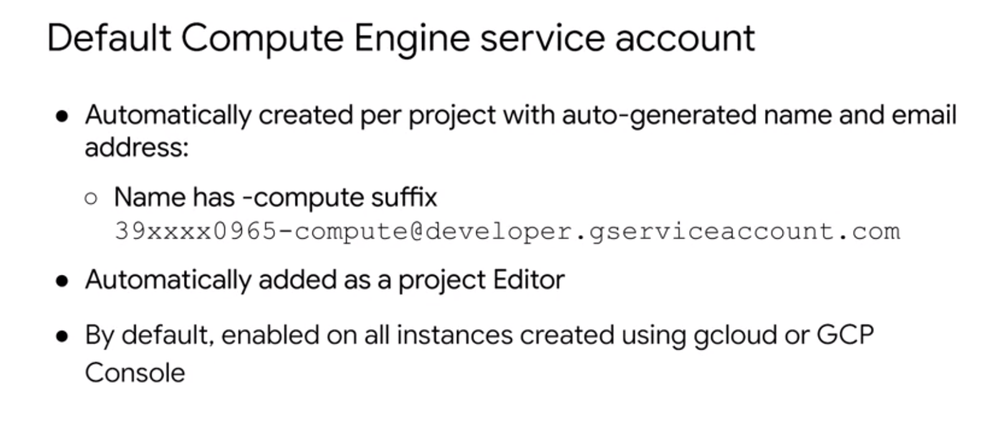 Default Compute Engine service account
● Automatically created per project with auto-generated name and email
address:
○ Name has -compute suffix
39xxxx0965-compute@developer.gserviceaccount.com
● Automatically added as a project Editor
● By default, enabled on all instances created using gcloud or GCP
Console